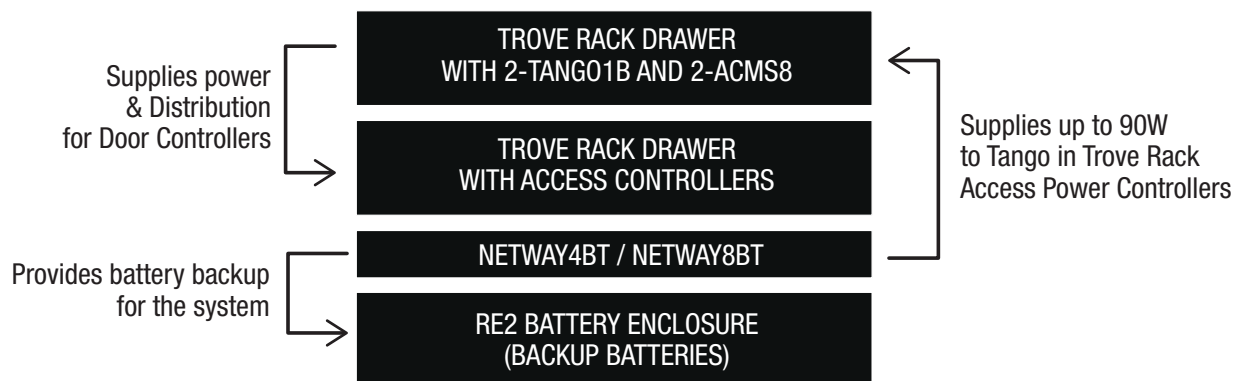 TROVE RACK DRAWER
WITH 2-TANGO1B AND 2-ACMS8
Supplies power
& Distribution
for Door Controllers
TROVE RACK DRAWER
WITH ACCESS CONTROLLERS
Supplies up to 90W
to Tango in Trove Rack
Access Power Controllers
NETWAY4BT / NETWAY8BT
Provides battery backup
for the system
RE2 BATTERY ENCLOSURE
(BACKUP BATTERIES)